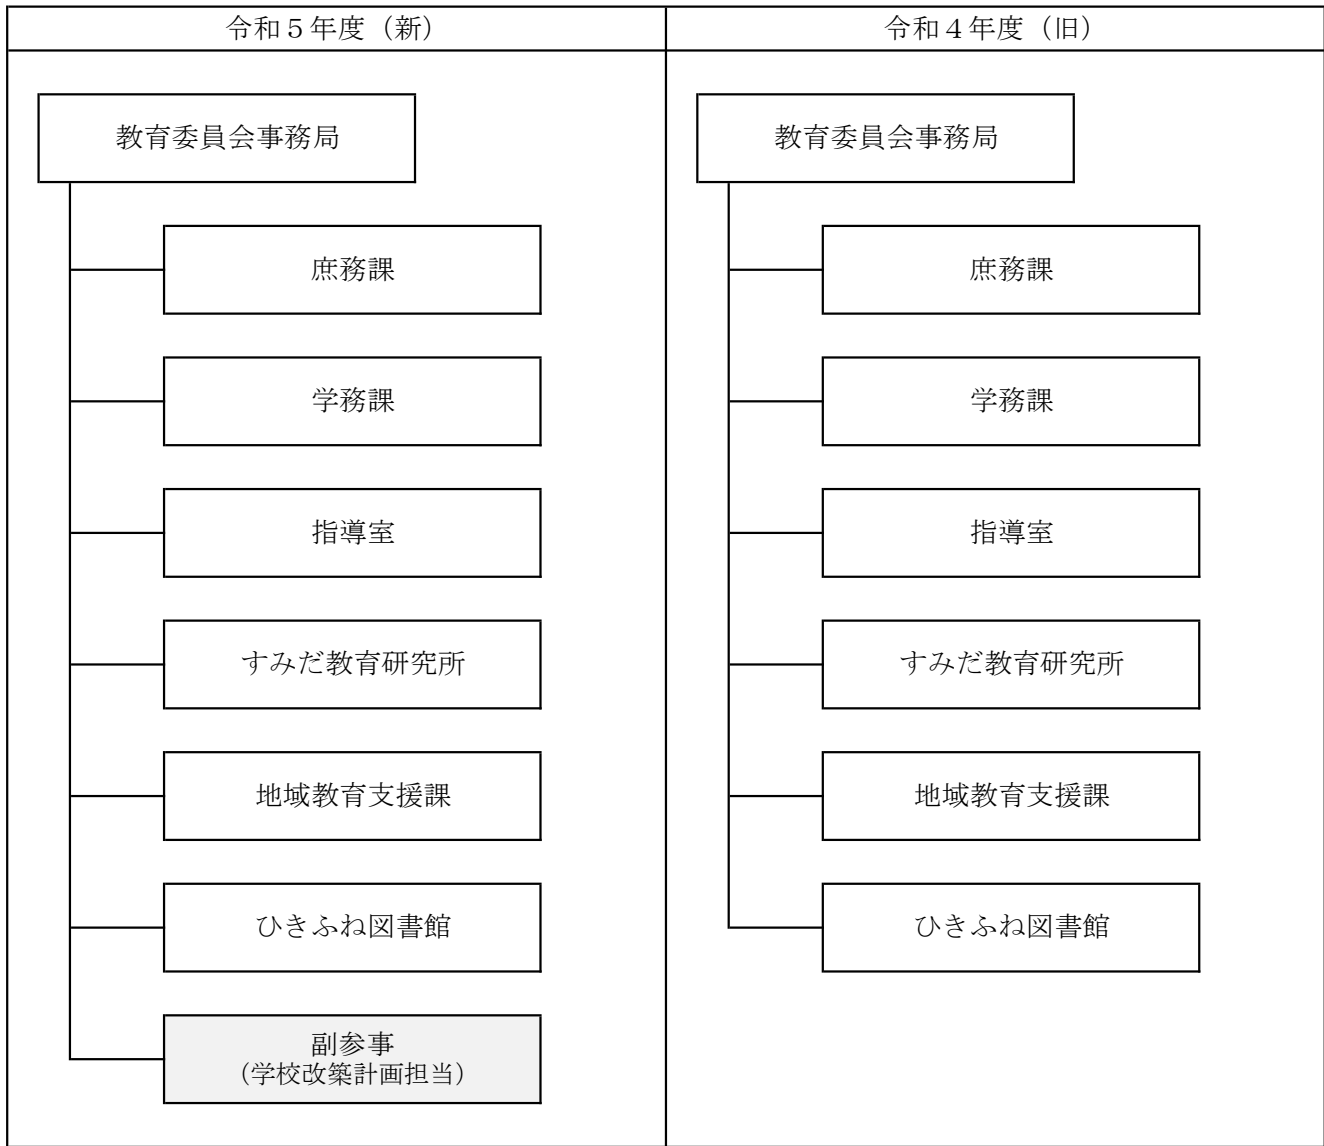 令和５年度（新）
令和４年度（旧）
教育委員会事務局
庶務課
学務課
指導室
すみだ教育研究所
地域教育支援課
ひきふね図書館
副参事
（学校改築計画担当）
教育委員会事務局
庶務課
学務課
指導室
すみだ教育研究所
地域教育支援課
ひきふね図書館